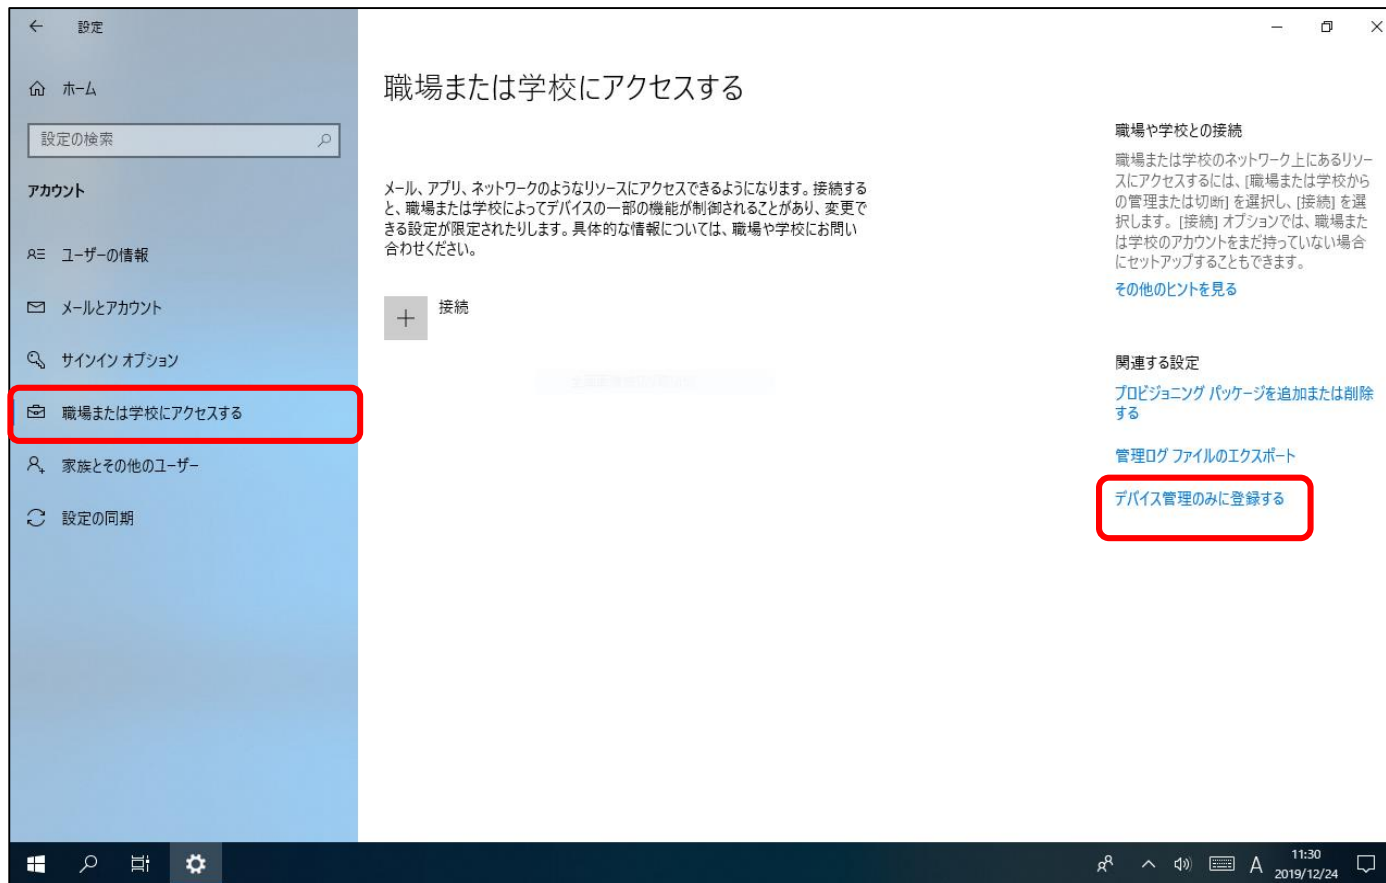 設定
ホーム
設定の検索
アカウント
ユーザーの情報
メールとアカウント
サインイン オプション
職場または学校にアクセスする
家族とその他のユーザー
設定の同期
職場または学校にアクセスする
メール、アプリ、ネットワークのようなリソースにアクセスできるようになります。接続する
と、職場または学校によってデバイスの一部の機能が制御されることがあり、変更で
きる設定が限定されたりします。具体的な情報については、職場や学校にお問い
合わせください。
接続
職場や学校との接続
職場または学校のネットワーク上にあるリソー
スにアクセスするには、[職場または学校から
の管理または切断] を選択し、[接続] を選
択します。[接続] オプションでは、職場また
は学校のアカウントをまだ持っていない場合
にセットアップすることもできます。
その他のヒントを見る
関連する設定
プロビジョニング パッケージを追加または削除
する
管理ログ ファイルのエクスポート
デバイス管理のみに登録する
A
11:30
2019/12/24